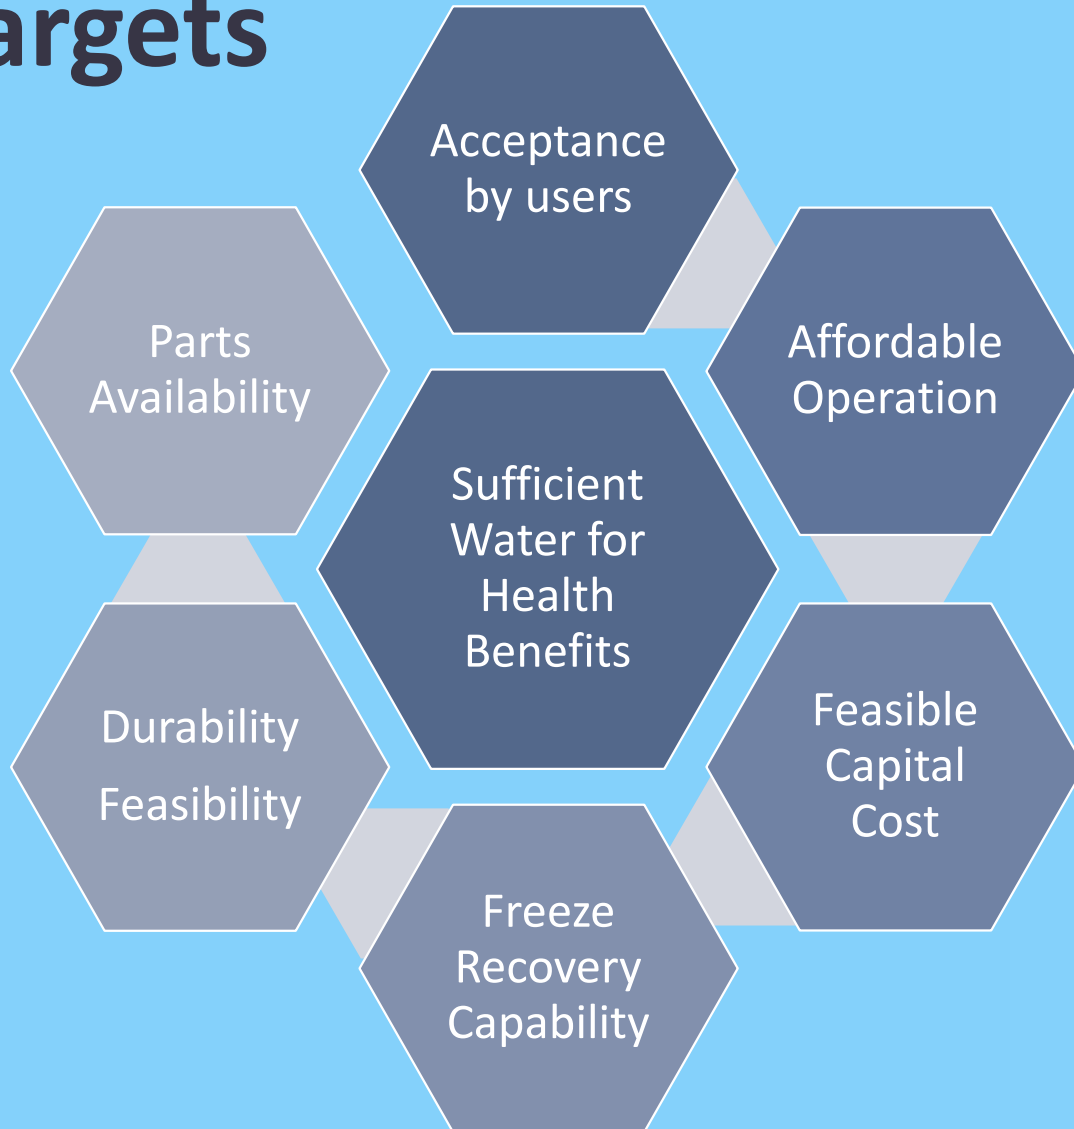 argets
Acceptance
by users
Affordable
Operation
Feasible
Capital
Cost
Freeze
Recovery
Capability
Durability
Feasibility
Parts
Availability
Sufficient
Water for
Health
Benefits